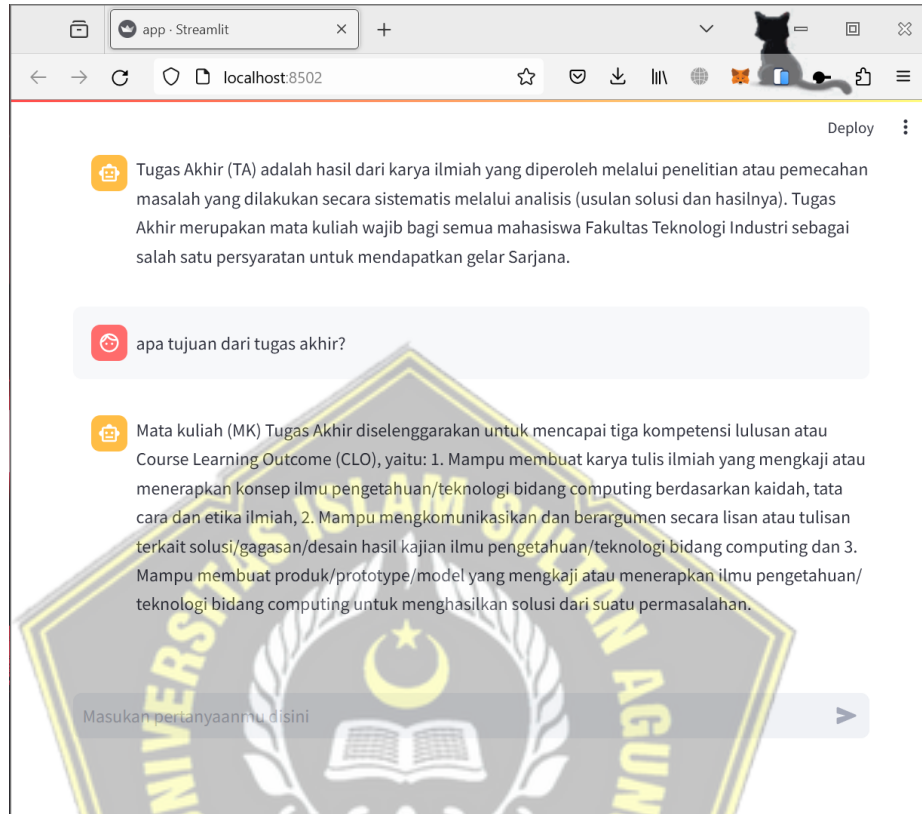 app · Streamlit
localhost:8502
Deploy
Tugas Akhir (TA) adalah hasil dari karya ilmiah yang diperoleh melalui penelitian atau pemecahan
masalah yang dilakukan secara sistematis melalui analisis (usulan solusi dan hasilnya). Tugas
Akhir merupakan mata kuliah wajib bagi semua mahasiswa Fakultas Teknologi Industri sebagai
salah satu persyaratan untuk mendapatkan gelar Sarjana.
apa tujuan dari tugas akhir?
Mata kuliah (MK) Tugas Akhir diselenggarakan untuk mencapai tiga kompetensi lulusan atau
Course Learning Outcome (CLO), yaitu: 1. Mampu membuat karya tulis ilmiah yang mengkaji atau
menerapkan konsep ilmu pengetahuan/teknologi bidang computing berdasarkan kaidah, tata
cara dan etika ilmiah, 2. Mampu mengkomunikasikan dan berargumen secara lisan atau tulisan
terkait solusi/gagasan/desain hasil kajian ilmu pengetahuan/teknologi bidang computing dan 3.
Mampu membuat produk/prototype/model yang mengkaji atau menerapkan ilmu pengetahuan/
teknologi bidang computing untuk menghasilkan solusi dari suatu permasalahan.
Masukan pertanyaanmu disini
UNIVERSITAS ISLAM SULTAN AGUN